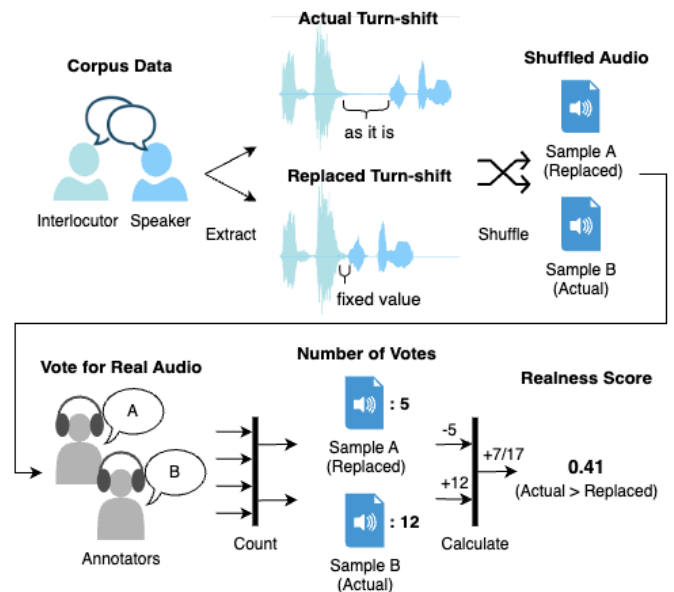 Actual Turn-shift
Corpus Data
Shuffled Audio
as it is
Sample A
(Replaced)
Replaced Turn-shift
Interlocutor
Speaker
Extract
Shuffle
Sample B
(Actual)
fixed value
Vote for Real Audio
Number of Votes
Realness Score
A
: 5
Sample A
(Replaced)
-5
+7/17
0.41
(Actual > Replaced)
B
+12
: 12
Annotators
Count
Sample B
(Actual)
Calculate